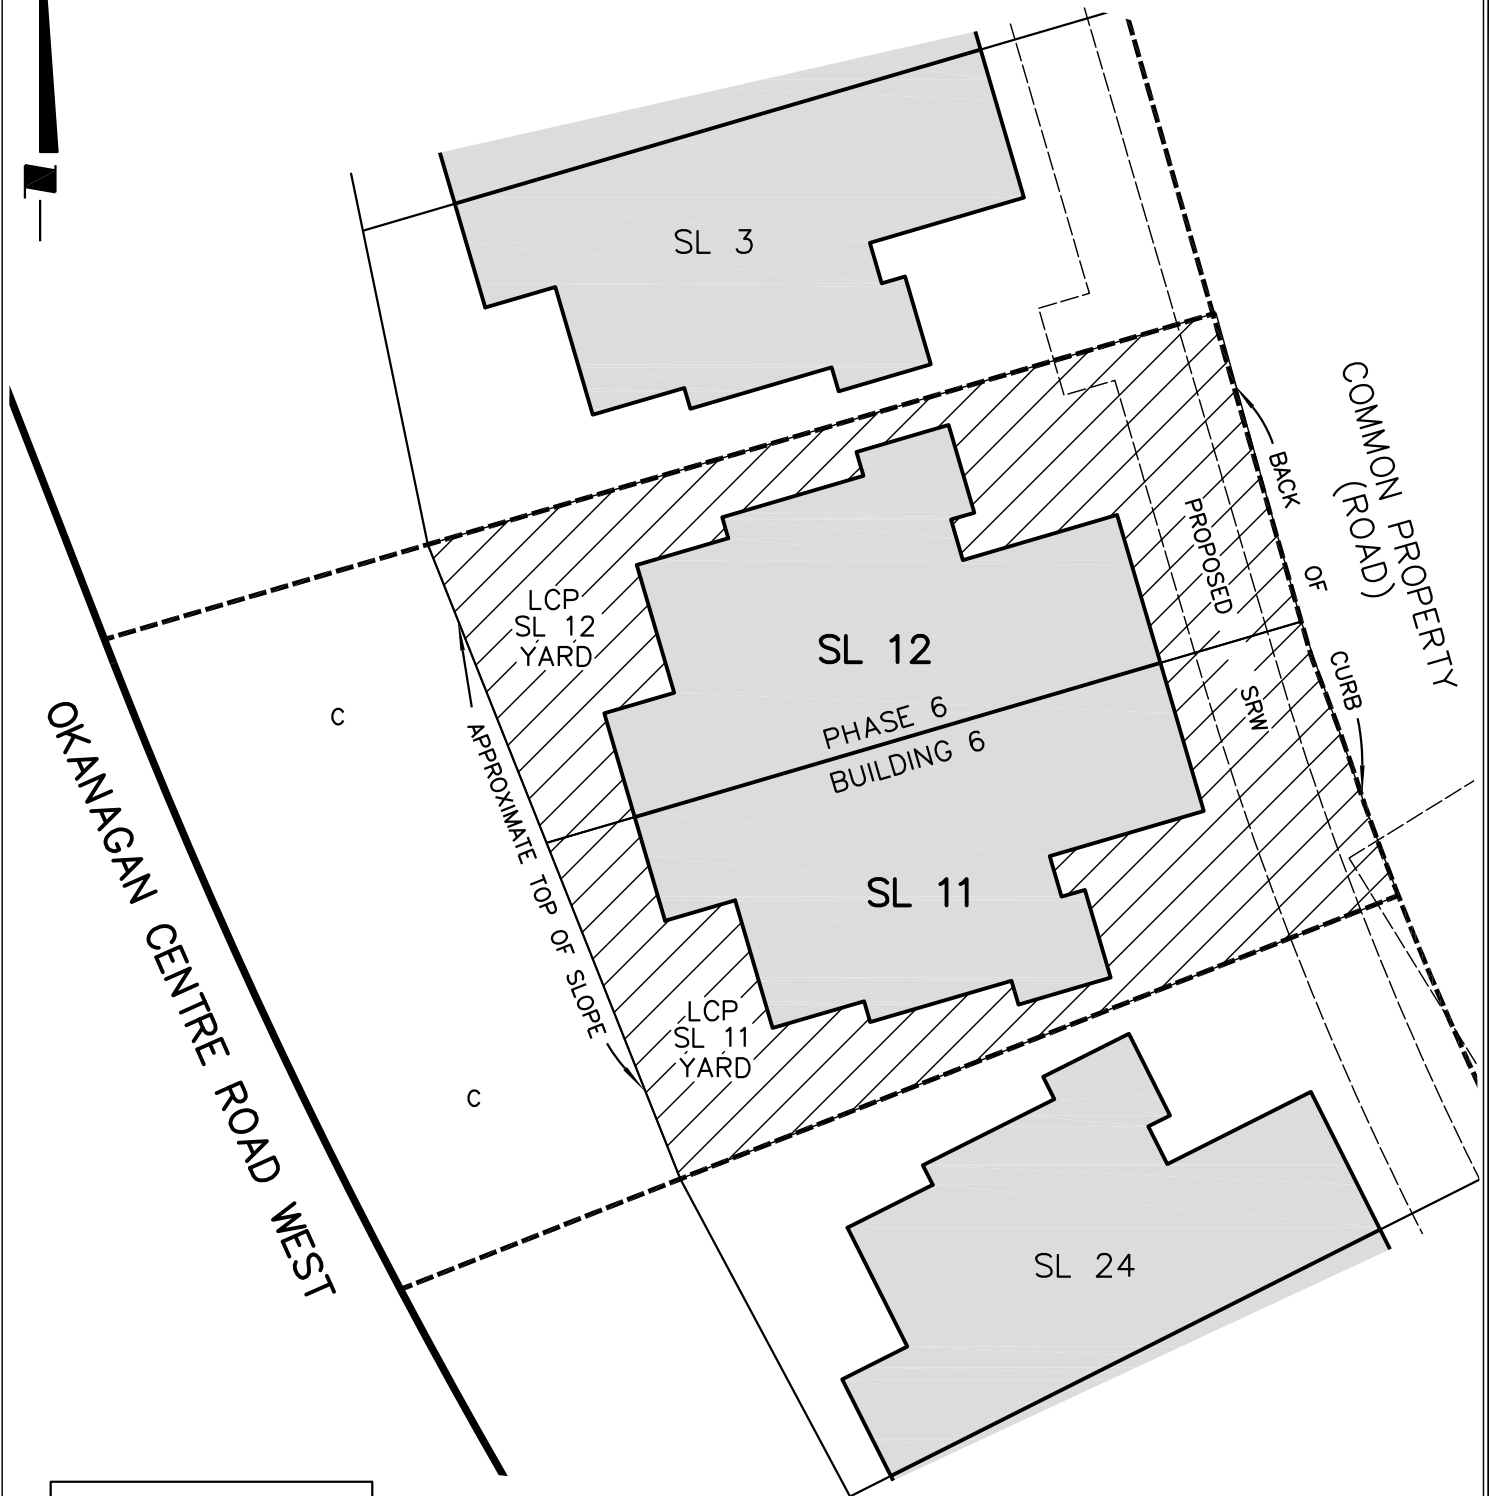 N
SL 3
COMMON PROPERTY
(ROAD)
BACK OF CURB
PROPOSED SRW
LCP
SL 12
YARD
SL 12
PHASE 6
BUILDING 6
C
APPROXIMATE TOP OF SLOPE
OKANAGAN CENTRE ROAD WEST
SL 11
LCP
SL 11
YARD
C
SL 24